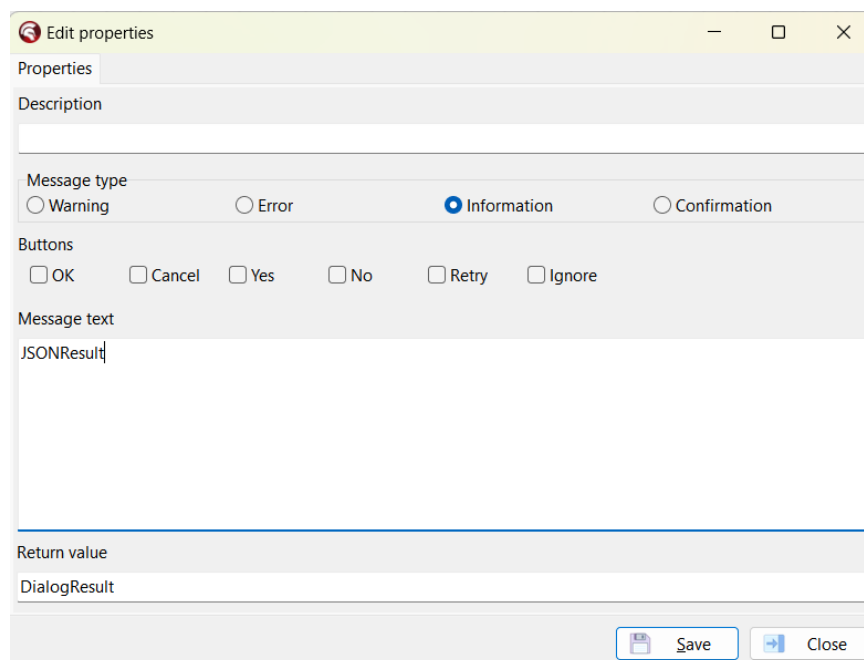 Edit properties
Properties
Description
Message type
Warning Error Information Confirmation
Buttons
OK Cancel Yes No Retry Ignore
Message text
JSONResult
Return value
DialogResult
Save Close